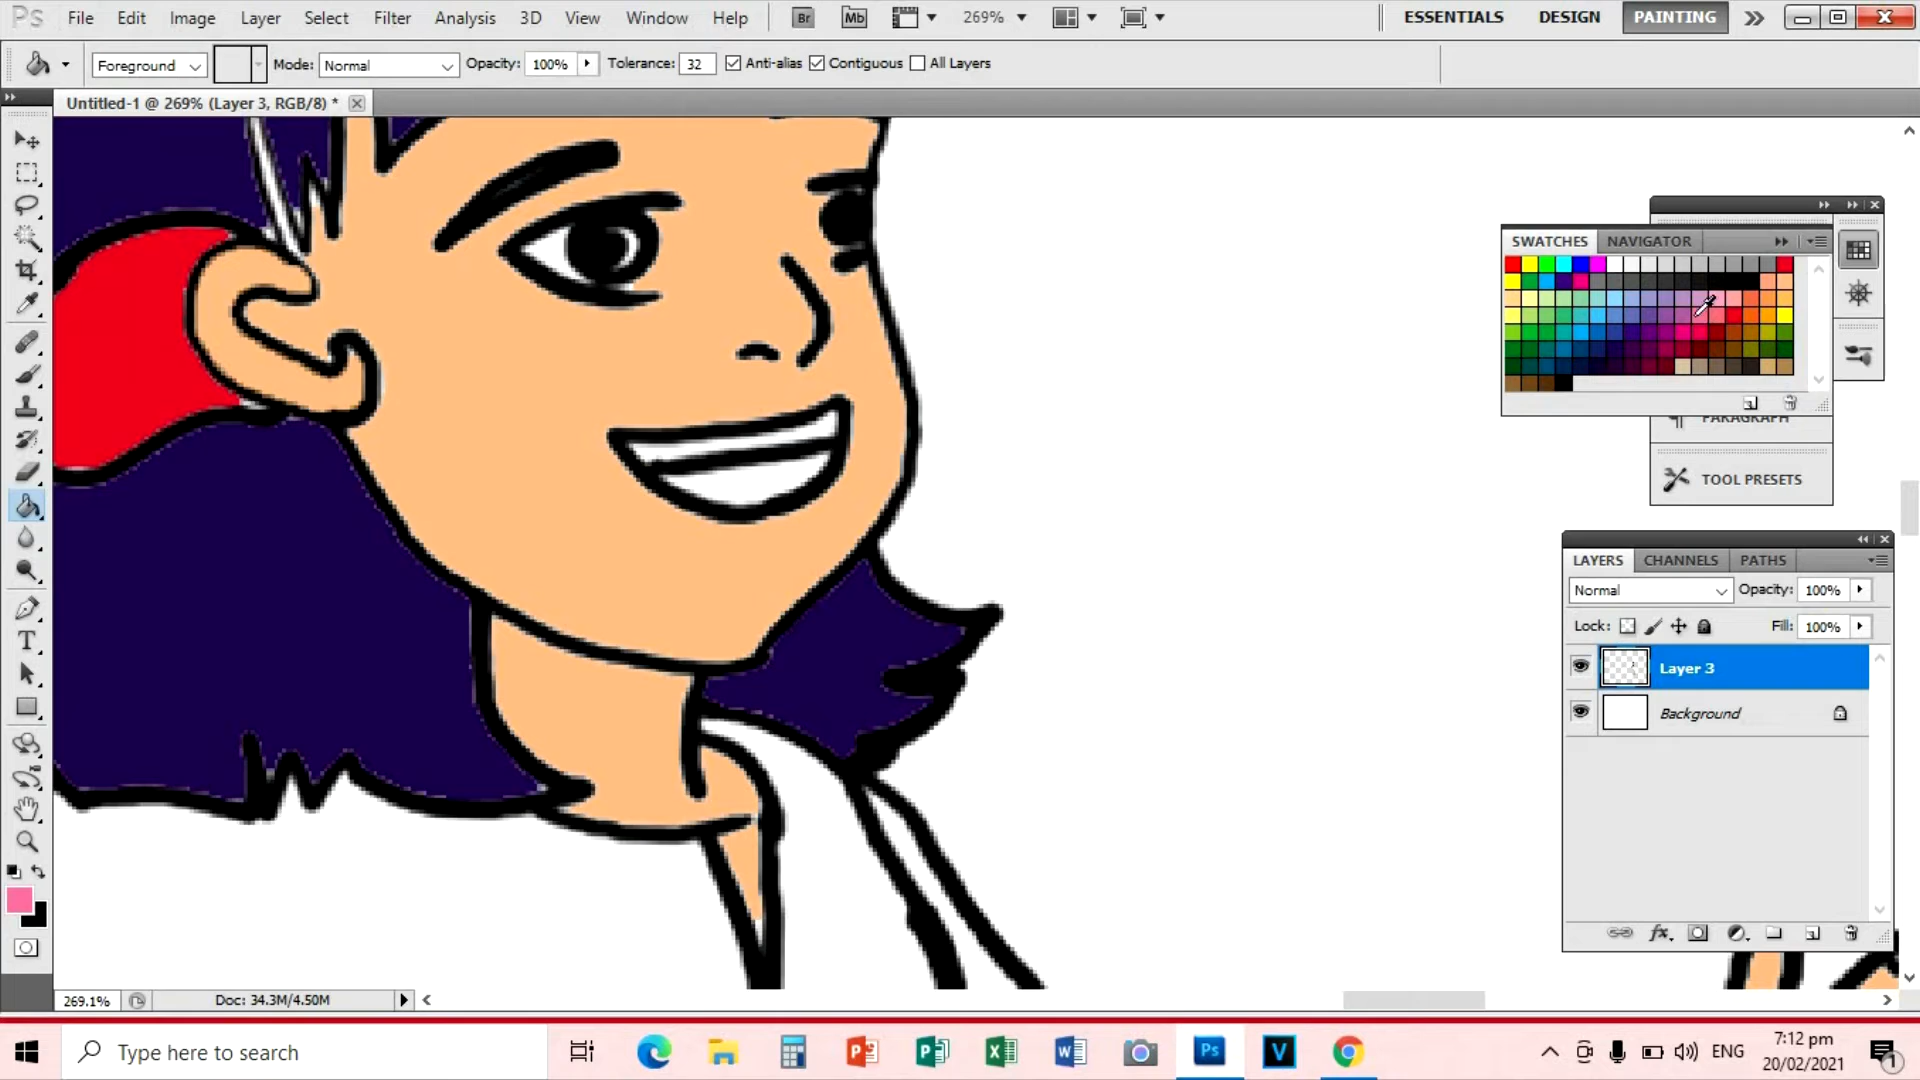 Ps File Edit Image Layer Select Filter Analysis 3D View Window Help Br Mb 269% ESSENTIALS DESIGN PAINTING
Foreground Mode: Normal Opacity: 100% Tolerance: 32 Anti-alias Contiguous All Layers
Untitled-1 @ 269% (Layer 3, RGB/8) *
SWATCHES NAVIGATOR
PARAGRAPH
TOOL PRESETS
LAYERS CHANNELS PATHS
Normal Opacity: 100%
Lock: Fill: 100%
Layer 3
Background
269.1% Doc: 34.3M/4.50M
Type here to search
ENG
7:12 pm
20/02/2021
1